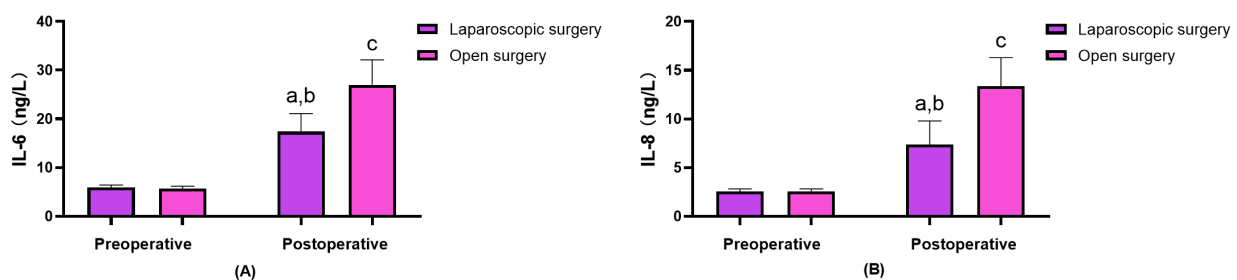 40
30
20
10
0
IL-6（ng/L）
a,b
c
Preoperative
Postoperative
Laparoscopic surgery
Open surgery
(A)
20
15
10
5
0
IL-8（ng/L）
a,b
c
Preoperative
Postoperative
Laparoscopic surgery
Open surgery
(B)